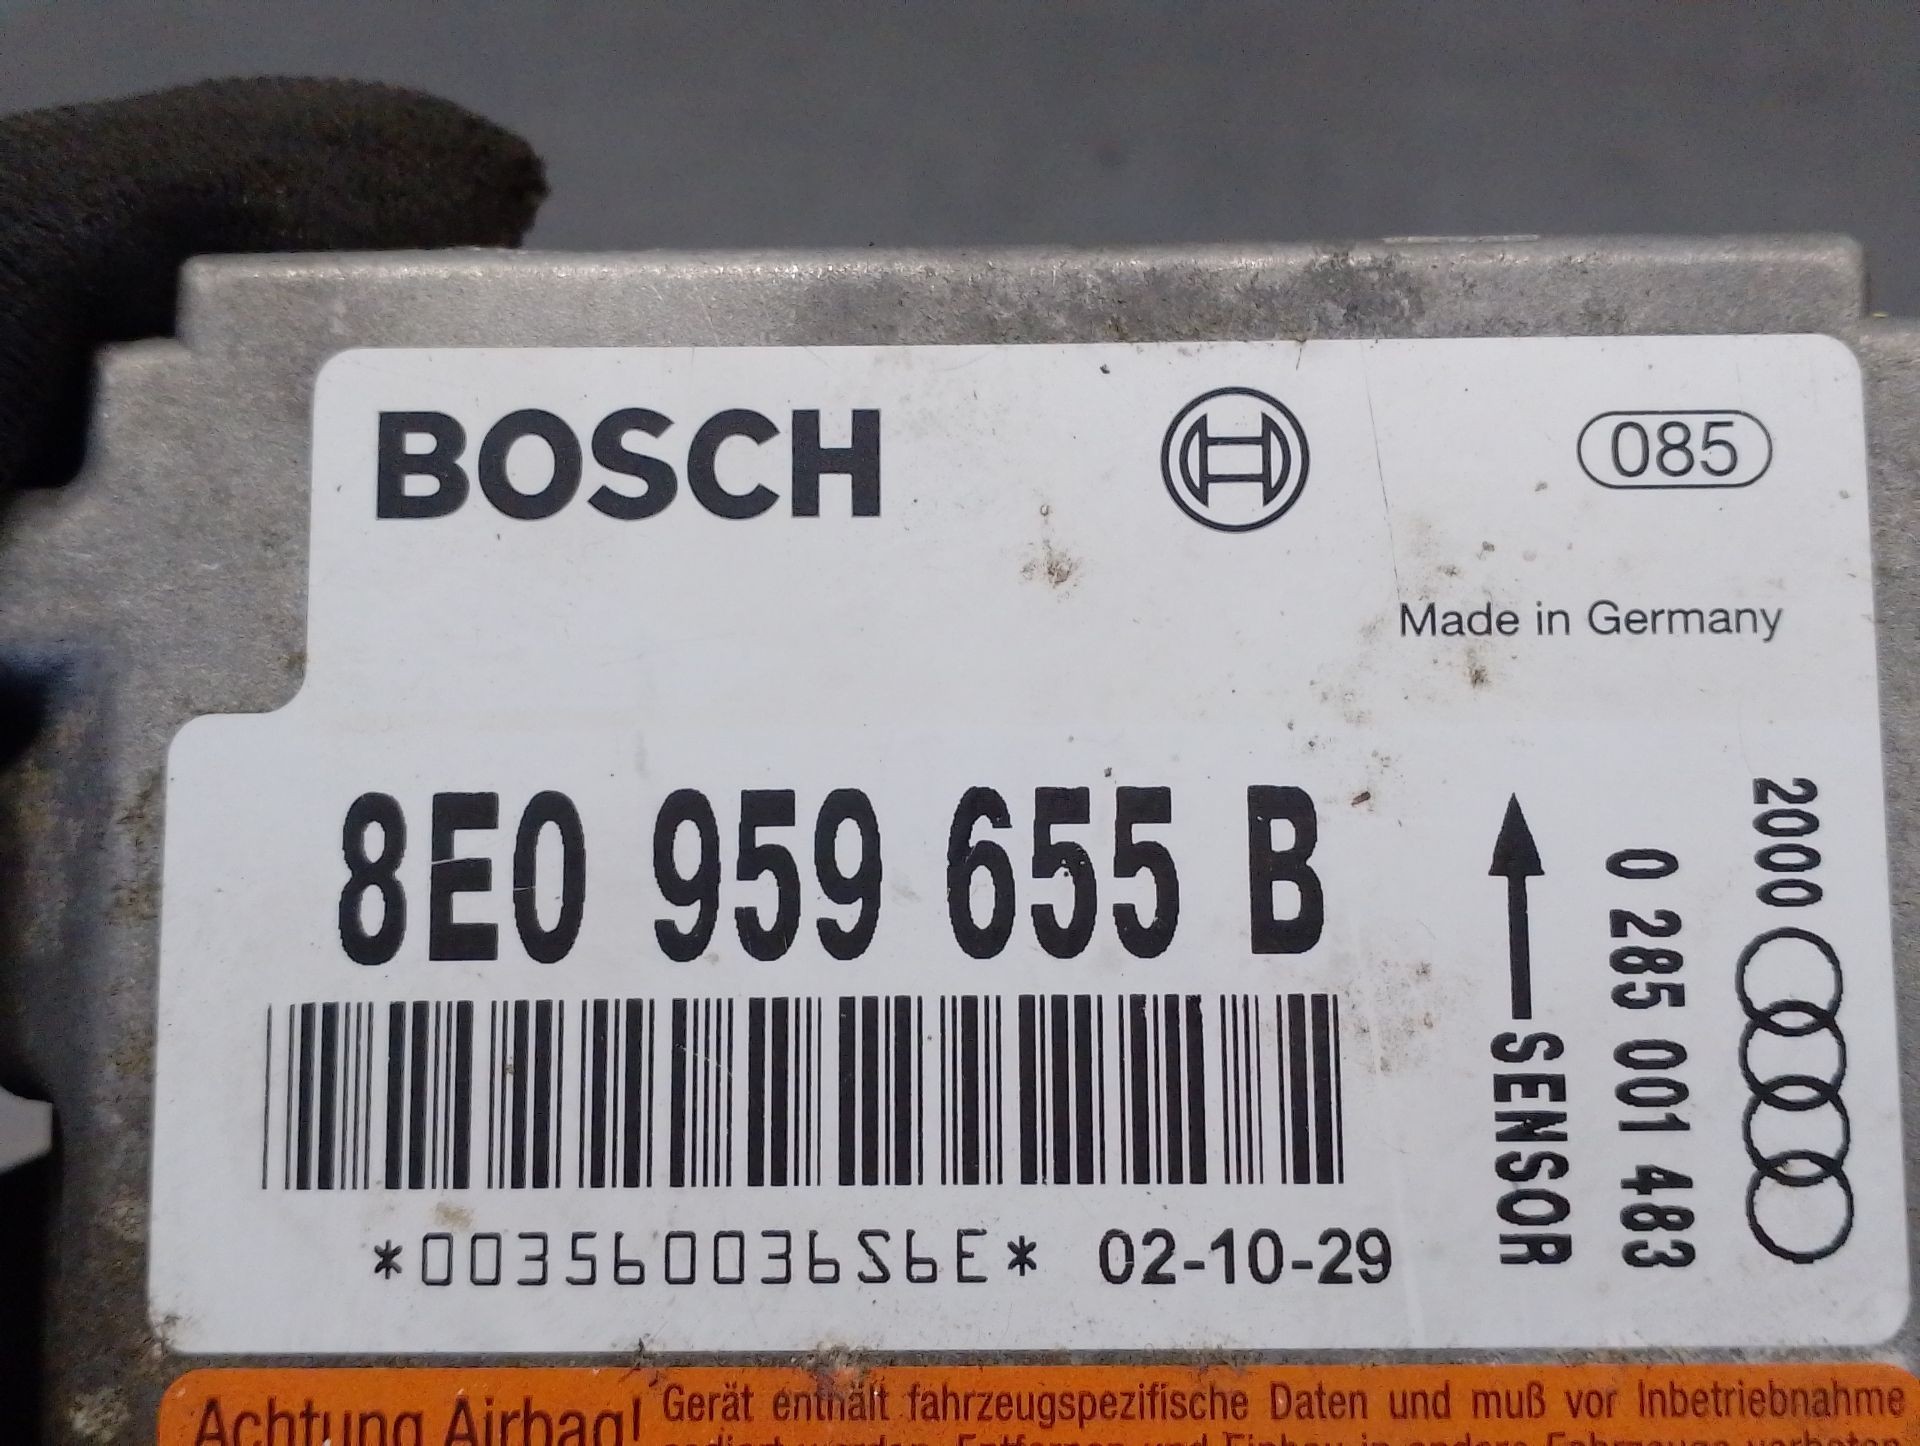 BOSCH
085
Made in Germany
8E0 959 655 B
SENSOR
0 285 001 483
2000
*003560036S6E* 02-10-29
Achtung Airbag!
Gerät enthält fahrzeugspezifische Daten und muß vor Inbetriebnahme